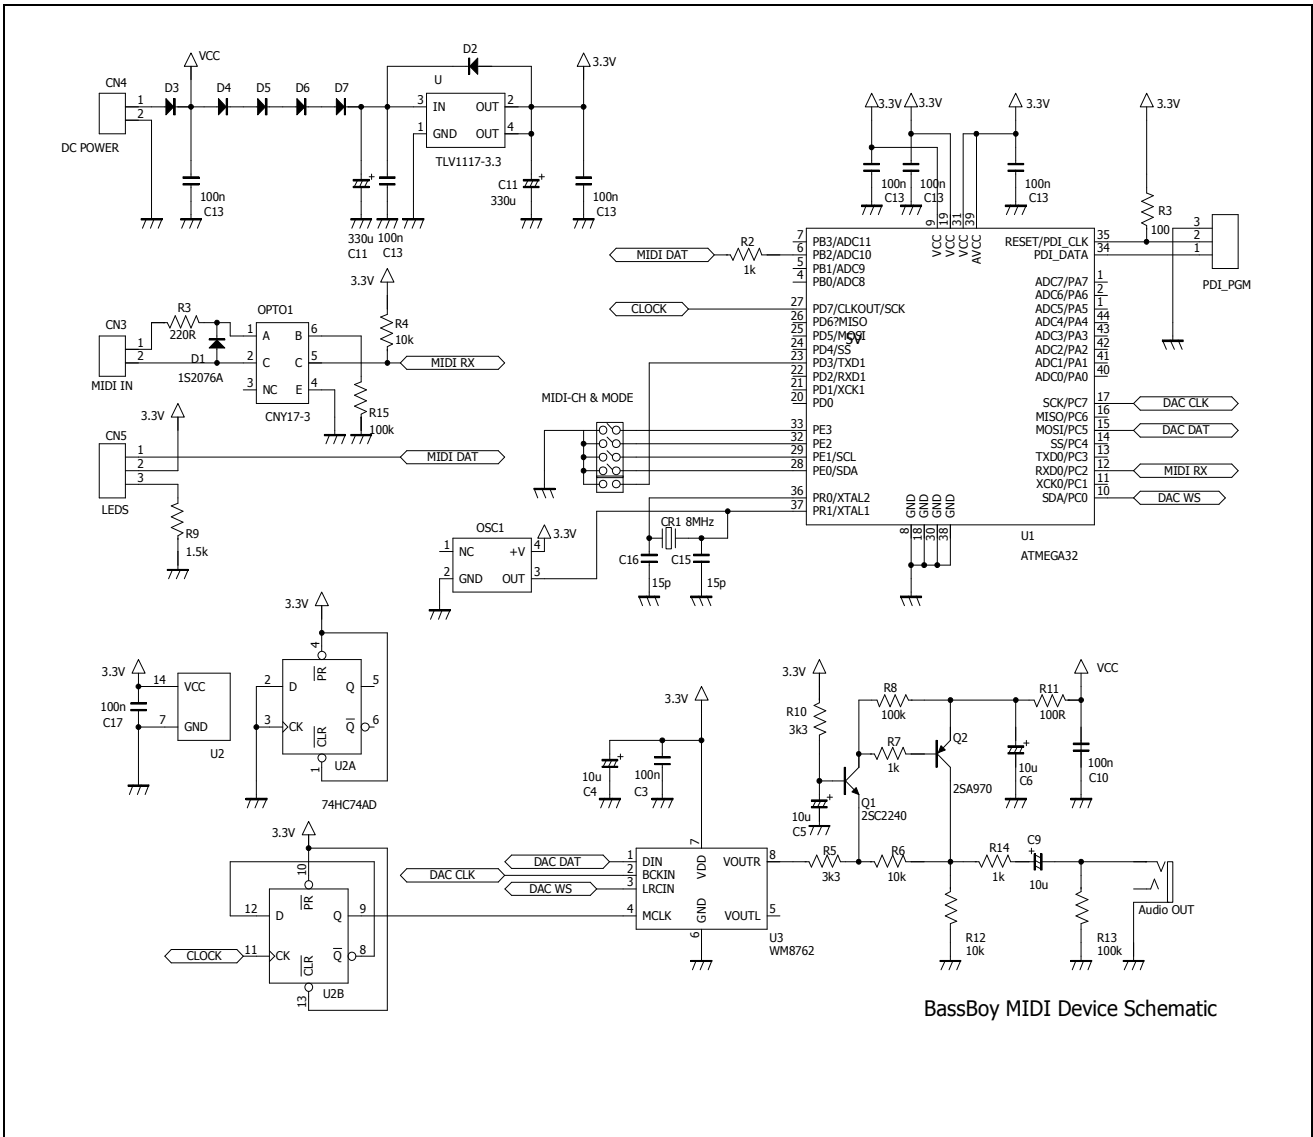 VCC
D2
3.3V
CN4
D3 D4 D5 D6 D7
U
1
2
3 IN OUT 2
1 GND OUT 4
TLV1117-3.3
DC POWER
100n
C13
330u
C11
100n
C13
C11
330u
100n
C13
3.3V
3.3V
3.3V
3.3V
100n
C13
100n
C13
100n
C13
R3
100
3
2
1
PDI_PGM
9
19
31
39
VCC
VCC
VCC
AVCC
MIDI DAT
R2
1k
CLOCK
7 PB3/ADC11
6 PB2/ADC10
5 PB1/ADC9
4 PB0/ADC8
27 PD7/CLKOUT/SCK
26 PD6?MISO
25 PD5/MOSI
5V
24 PD4/SS
23 PD3/TXD1
22 PD2/RXD1
21 PD1/XCK1
20 PD0
33 PE3
32 PE2
29 PE1/SCL
28 PE0/SDA
36 PR0/XTAL2
37 PR1/XTAL1
RESET/PDI_CLK 35
PDI_DATA 34
ADC7/PA7 1
ADC6/PA6 2
ADC5/PA5 1
ADC4/PA4 44
ADC3/PA3 43
ADC2/PA2 42
ADC1/PA1 41
ADC0/PA0 40
SCK/PC7 17 DAC CLK
MISO/PC6 16
MOSI/PC5 15 DAC DAT
SS/PC4 14
TXD0/PC3 13
RXD0/PC2 12 MIDI RX
XCK0/PC1 11
SDA/PC0 10 DAC WS
GND
GND
GND
GND
8
18
30
38
U1
ATMEGA32
3.3V
R3
220R
OPTO1
CN3
1
2
MIDI IN
D1
1S2076A
1 A B 6
2 C C 5
3 NC E 4
CNY17-3
R4
10k
MIDI RX
R15
100k
3.3V
CN5
1
2
3
LEDS
MIDI DAT
R9
1.5k
MIDI-CH & MODE
OSC1
3.3V
1 NC +V 4
2 GND OUT 3
CR1 8MHz
C16
C15
15p
15p
3.3V
3.3V
14 VCC
7 GND
100n
C17
U2
4
PR
2 D Q 5
3 CK Q 6
CLR
1
U2A
74HC74AD
3.3V
10
PR
12 D Q 9
CLOCK 11 CK Q 8
CLR
13
U2B
3.3V
10u
C4
100n
C3
7
DAC DAT 1 DIN VDD VOUTR 8
DAC CLK 2 BCKIN
DAC WS 3 LRCIN
4 MCLK GND VOUTL 5
6
U3
WM8762
3.3V
R10
3k3
10u
C5
R8
100k
R7
1k
Q1
2SC2240
Q2
2SA970
R11
100R
VCC
10u
C6
100n
C10
R5
3k3
R6
10k
R14
1k
C9
10u
R12
10k
R13
100k
Audio OUT
BassBoy MIDI Device Schematic